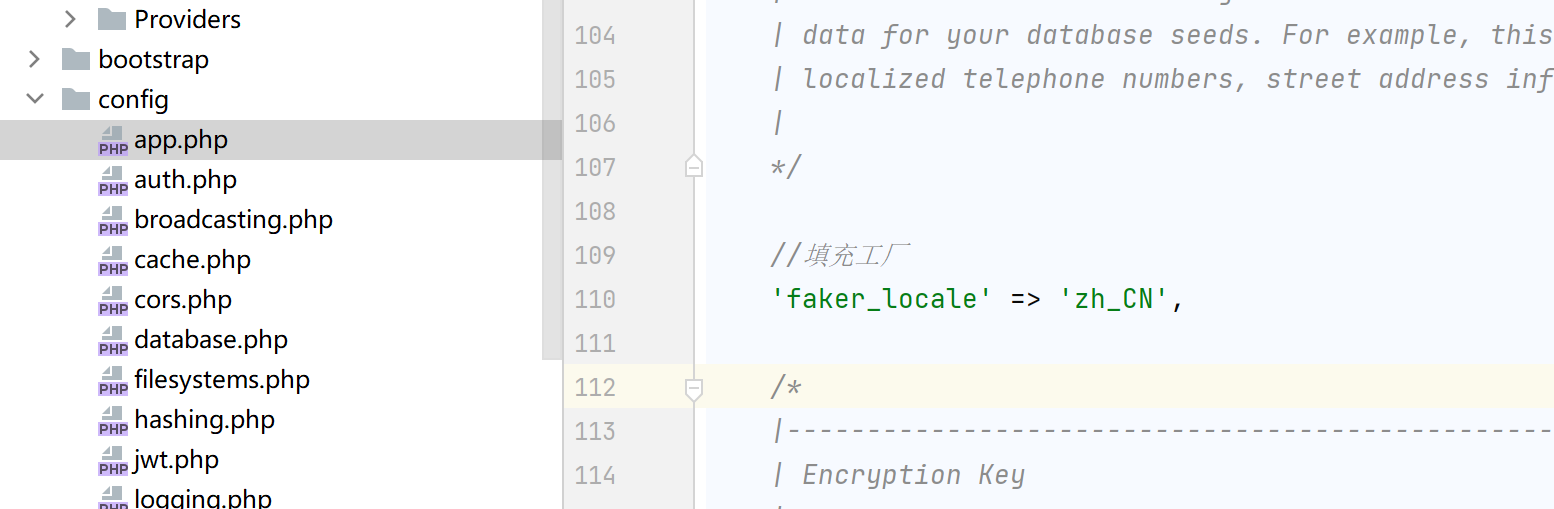 Providers
bootstrap
config
PHP app.php
PHP auth.php
PHP broadcasting.php
PHP cache.php
PHP cors.php
PHP database.php
PHP filesystems.php
PHP hashing.php
PHP jwt.php
PHP logging.php
104 | data for your database seeds. For example, this
105 | localized telephone numbers, street address inf
106 |
107 */
108
109 //填充工厂
110 'faker_locale' => 'zh_CN',
111
112 /*
113 |------------------------------------------------
114 | Encryption Key